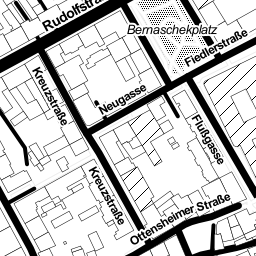 Rudolfstra
Bernaschekplatz
Fiedlerstraße
Kreuzstraße
Neugasse
Flußgasse
Kreuzstraße
Ottensheimer Straße